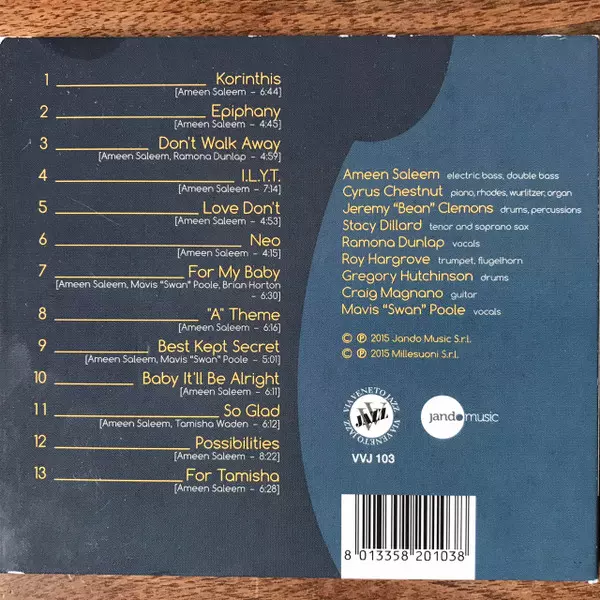 1 Korinthis
[Ameen Saleem - 6:44]
2 Epiphany
[Ameen Saleem - 4:45]
3 Don't Walk Away
[Ameen Saleem, Ramona Dunlap - 4:59]
4 I.L.Y.T.
[Ameen Saleem - 7:14]
5 Love Don't
[Ameen Saleem - 4:53]
6 Neo
[Ameen Saleem - 4:15]
7 For My Baby
[Ameen Saleem, Mavis "Swan" Poole, Brian Horton
- 6:30]
8 "A" Theme
[Ameen Saleem - 6:16]
9 Best Kept Secret
[Ameen Saleem, Mavis "Swan" Poole - 5:01]
10 Baby It'll Be Alright
[Ameen Saleem - 6:11]
11 So Glad
[Ameen Saleem, Tamisha Waden - 6:12]
12 Possibilities
[Ameen Saleem - 8:22]
13 For Tamisha
[Ameen Saleem - 6:28]
Ameen Saleem electric bass, double bass
Cyrus Chestnut piano, rhodes, wurlitzer, organ
Jeremy "Bean" Clemons drums, percussions
Stacy Dillard tenor and soprano sax
Ramona Dunlap vocals
Roy Hargrove trumpet, flugelhorn
Gregory Hutchinson drums
Craig Magnano guitar
Mavis "Swan" Poole vocals
© ℗ 2015 Jando Music S.r.l.
© ℗ 2015 Millesuoni S.r.l.
VIA VENETO JAZZ
V
JAZZ
VIA VENETO JAZZ
jandomusic
VVJ 103
8 013358 201038